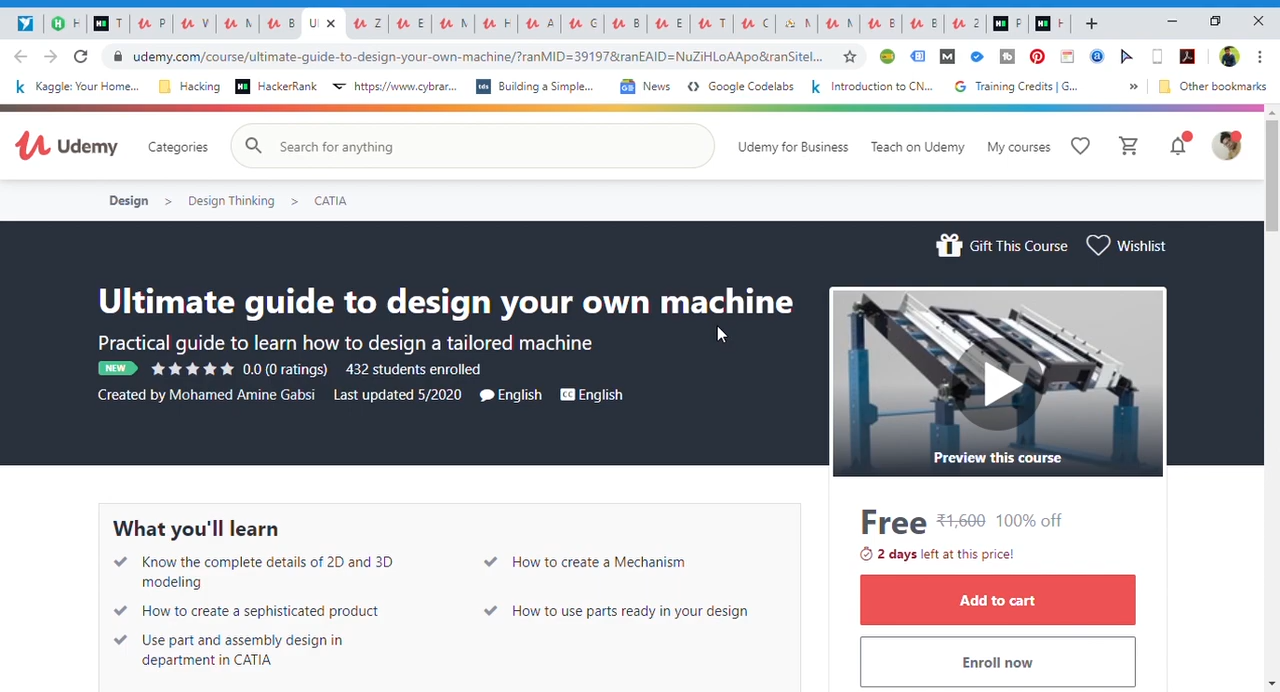 H
T
P
V
N
B
U
Z
E
N
H
A
G
B
E
T
C
N
N
B
B
2
P
H
udemy.com/course/ultimate-guide-to-design-your-own-machine/?ranMID=39197&ranEAID=NuZiHLoAApo&ranSitel...
Kaggle: Your Home... Hacking HackerRank https://www.cybrar... Building a Simple... News Google Codelabs Introduction to CN... Training Credits | G... » Other bookmarks
Udemy Categories Search for anything Udemy for Business Teach on Udemy My courses
Design > Design Thinking > CATIA
Gift This Course Wishlist
Ultimate guide to design your own machine
Practical guide to learn how to design a tailored machine
NEW 0.0 (0 ratings) 432 students enrolled
Created by Mohamed Amine Gabsi Last updated 5/2020 English CC English
Preview this course
What you'll learn
Know the complete details of 2D and 3D
modeling
How to create a sephisticated product
Use part and assembly design in
department in CATIA
How to create a Mechanism
How to use parts ready in your design
Free ₹1,600 100% off
2 days left at this price!
Add to cart
Enroll now